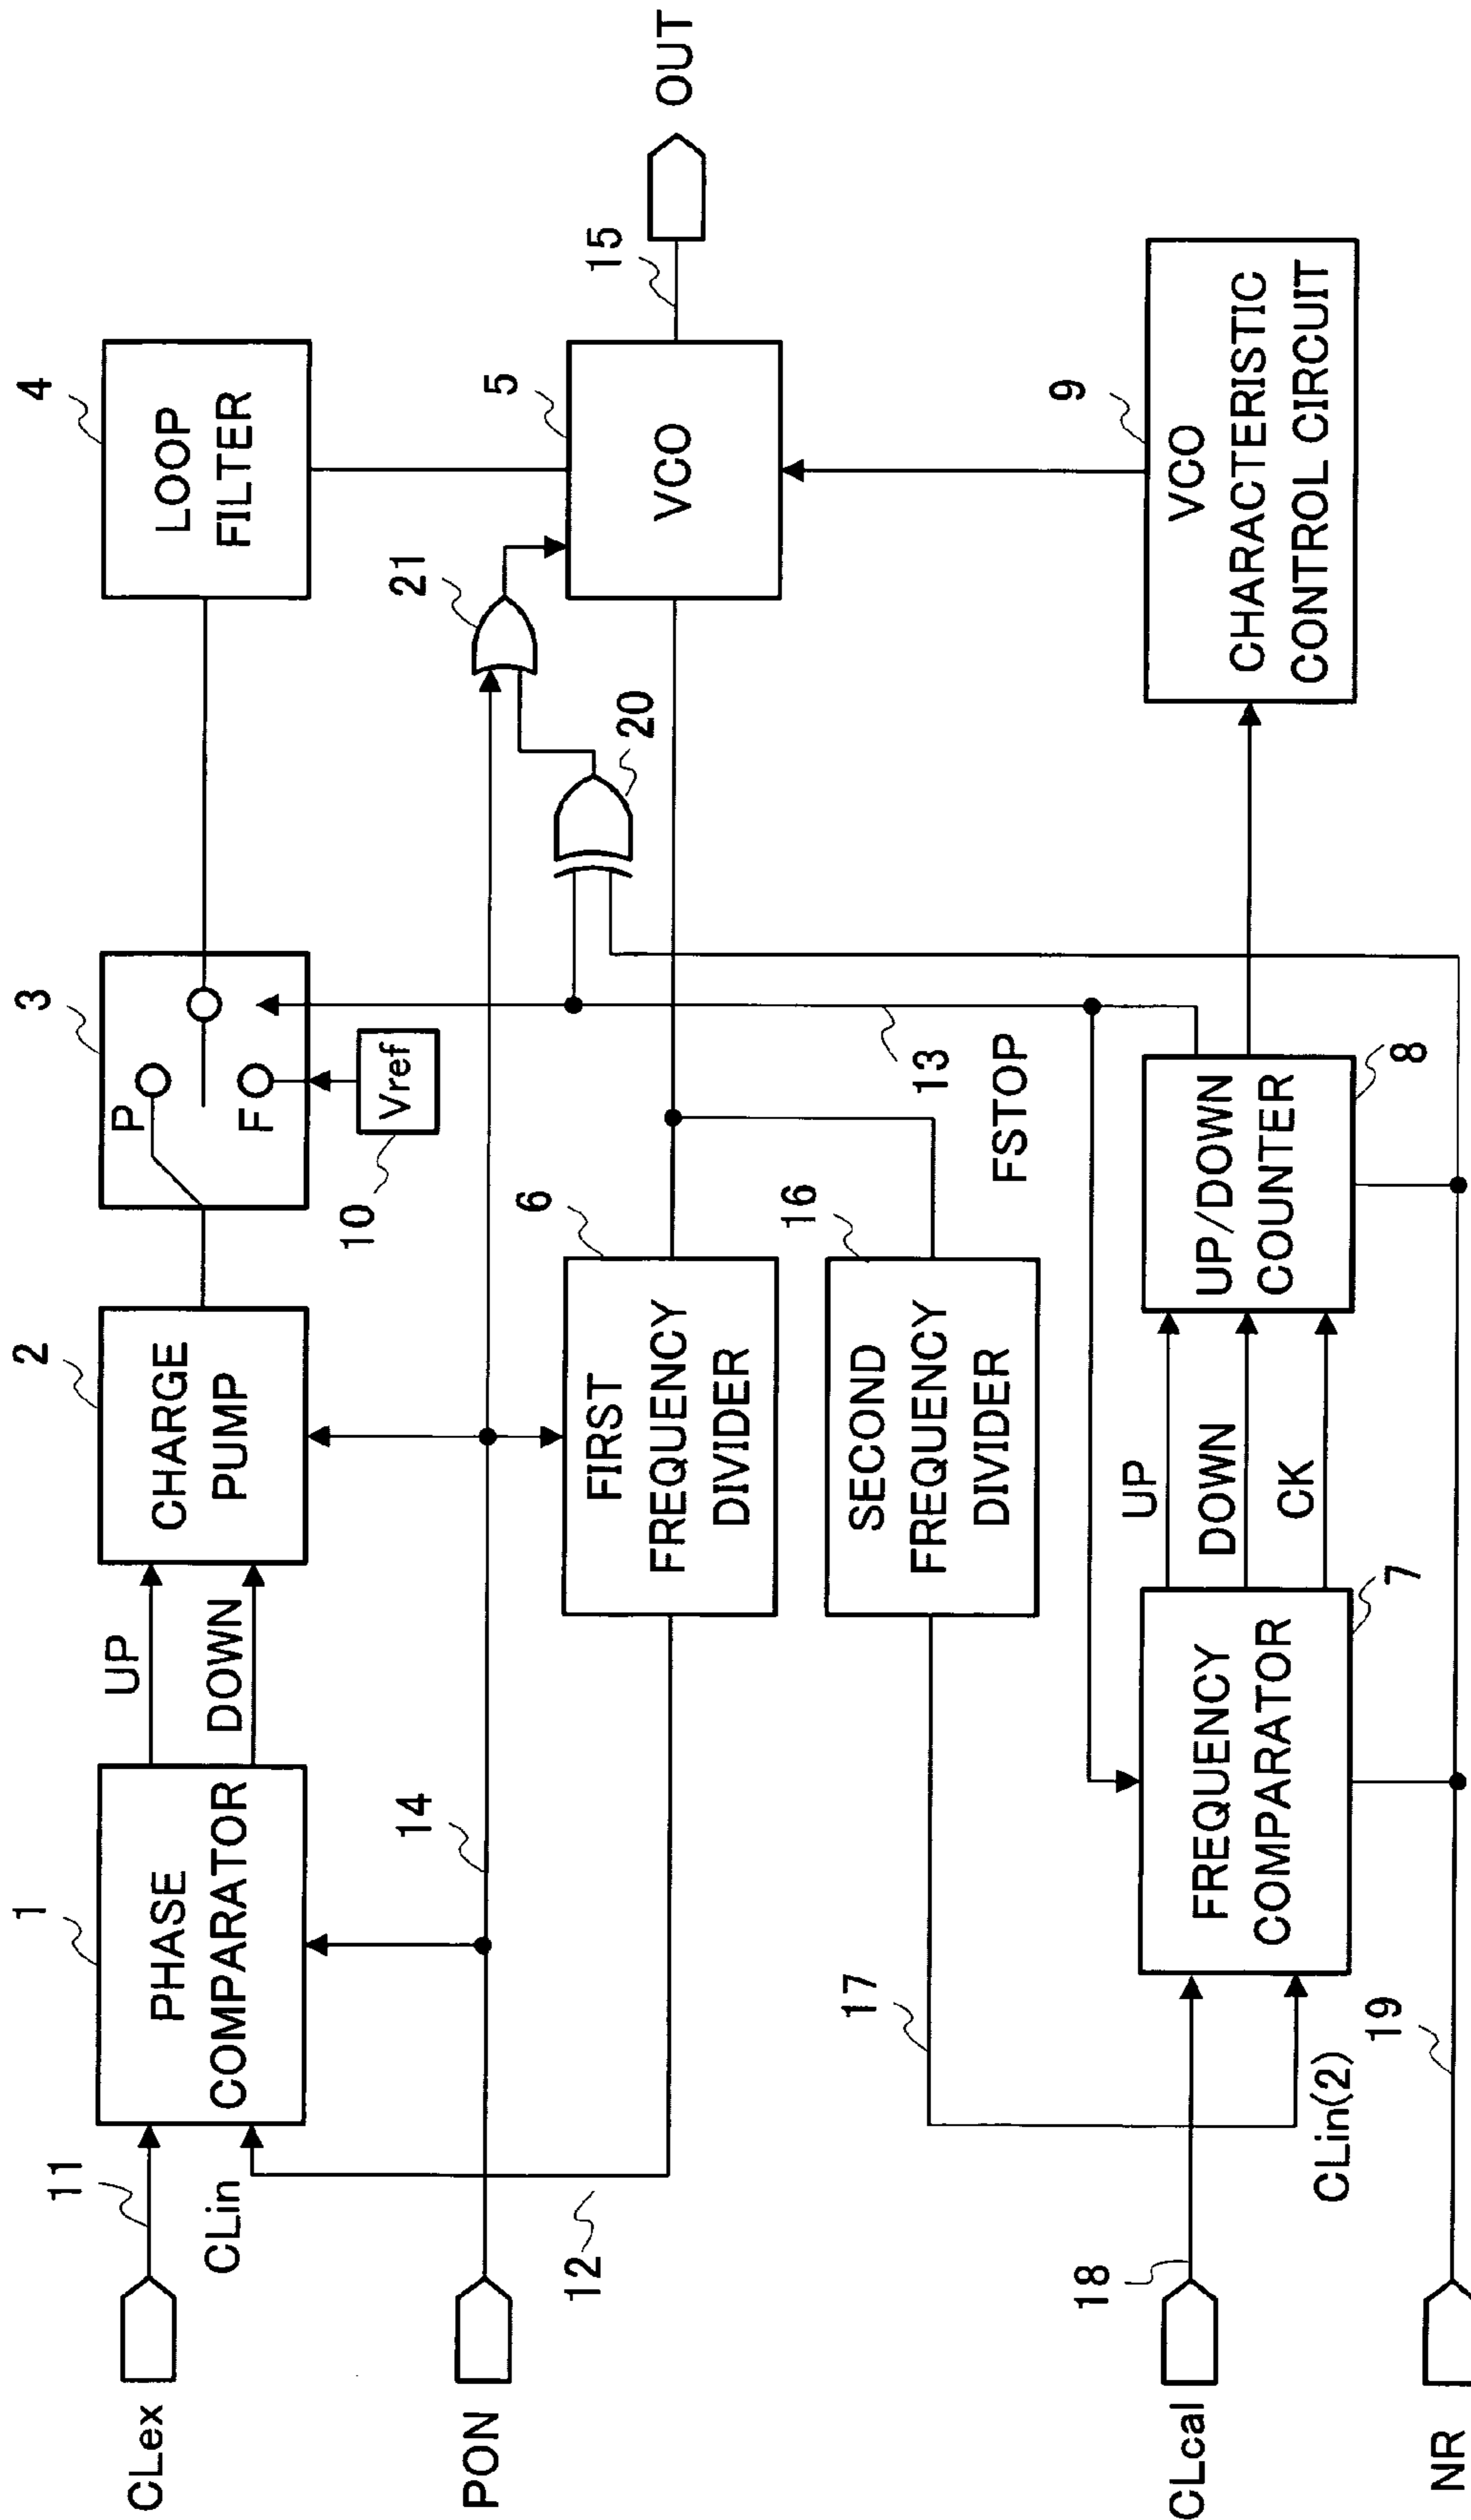 1
2
3
4
PHASE
COMPARATOR
UP
DOWN
CHARGE
PUMP
P
F
LOOP
FILTER
11
CLex
CLin
10
Vref
14
PON
12
6
FIRST
FREQUENCY
DIVIDER
20
21
5
VCO
15
OUT
16
SECOND
FREQUENCY
DIVIDER
17
13
FSTOP
18
CLcal
CLin(2)
FREQUENCY
COMPARATOR
7
UP
DOWN
CK
UP/DOWN
COUNTER
8
9
VCO
CHARACTERISTIC
CONTROL CIRCUIT
19
NR